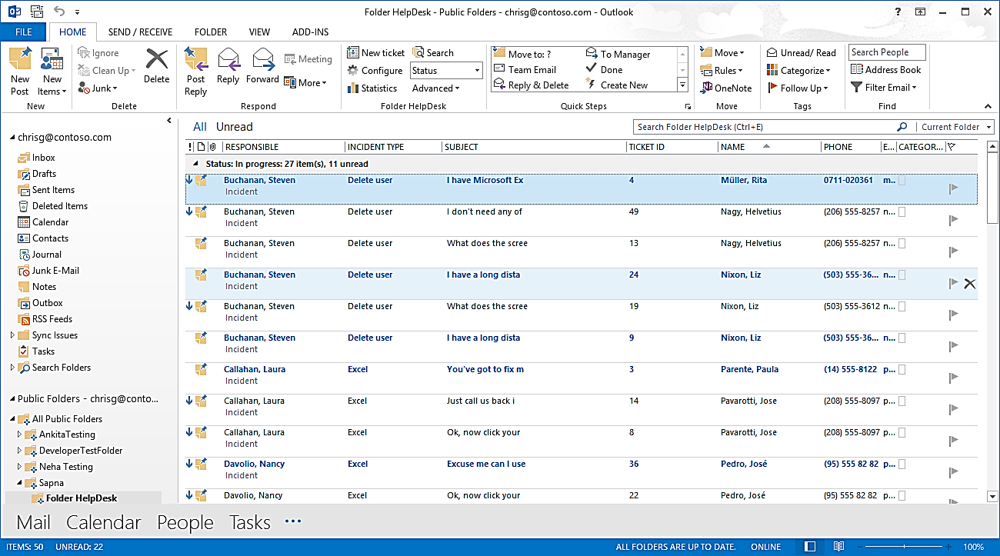 Folder HelpDesk - Public Folders - chrisg@contoso.com - Outlook
?
FILE HOME SEND / RECEIVE FOLDER VIEW ADD-INS
New Post
New Items
New
Ignore
Clean Up
Junk
Delete
Delete
Post Reply
Reply
Forward
Meeting
More
Respond
New ticket
Configure
Statistics
Search
Status
Advanced
Folder HelpDesk
Move to: ?
Team Email
Reply & Delete
To Manager
Done
Create New
Quick Steps
Move
Rules
OneNote
Move
Unread/ Read
Categorize
Follow Up
Tags
Search People
Address Book
Filter Email
Find
chrisg@contoso.com
Inbox
Drafts
Sent Items
Deleted Items
Calendar
Contacts
Journal
Junk E-Mail
Notes
Outbox
RSS Feeds
Sync Issues
Tasks
Search Folders
Public Folders - chrisg@conto...
All Public Folders
AnkitaTesting
DeveloperTestFolder
Neha Testing
Sapna
Folder HelpDesk
All Unread
Search Folder HelpDesk (Ctrl+E) Current Folder
! RESPONSIBLE INCIDENT TYPE SUBJECT TICKET ID NAME PHONE E... CATEGOR...
Status: In progress: 27 item(s), 11 unread
Buchanan, Steven Delete user I have Microsoft Ex 4 Müller, Rita 0711-020361 m..
Incident
Buchanan, Steven Delete user I don't need any of 49 Nagy, Helvetius (206) 555-8257 n...
Incident
Buchanan, Steven Delete user What does the scree 13 Nagy, Helvetius (206) 555-8257 n...
Incident
Buchanan, Steven Delete user I have a long dista 24 Nixon, Liz (503) 555-36... n...
Incident
Buchanan, Steven Delete user What does the scree 19 Nixon, Liz (503) 555-3612 n...
Incident
Buchanan, Steven Delete user I have a long dista 9 Nixon, Liz (503) 555-36... n...
Incident
Callahan, Laura Excel You've got to fix m 3 Parente, Paula (14) 555-8122 p...
Incident
Callahan, Laura Excel Just call us back i 14 Pavarotti, Jose (208) 555-8097 p...
Incident
Callahan, Laura Excel Ok, now click your 8 Pavarotti, Jose (208) 555-8097 p...
Incident
Davolio, Nancy Excel Excuse me can I use 36 Pedro, José (95) 555 82 82 p...
Incident
Davolio, Nancy Excel Ok, now click your 22 Pedro, José (95) 555 82 82 p...
Mail Calendar People Tasks ...
ITEMS: 50 UNREAD: 22 ALL FOLDERS ARE UP TO DATE. ONLINE 100%